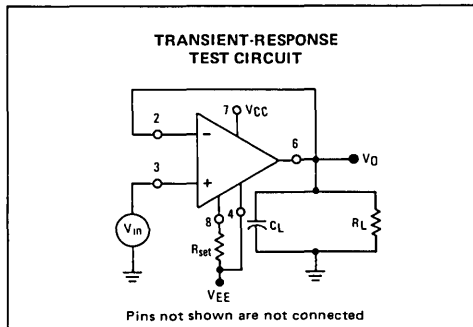 TRANSIENT-RESPONSE
TEST CIRCUIT
7 VCC
2
6
VO
3
8
4
Vin
CL
RL
Rset
VEE
Pins not shown are not connected